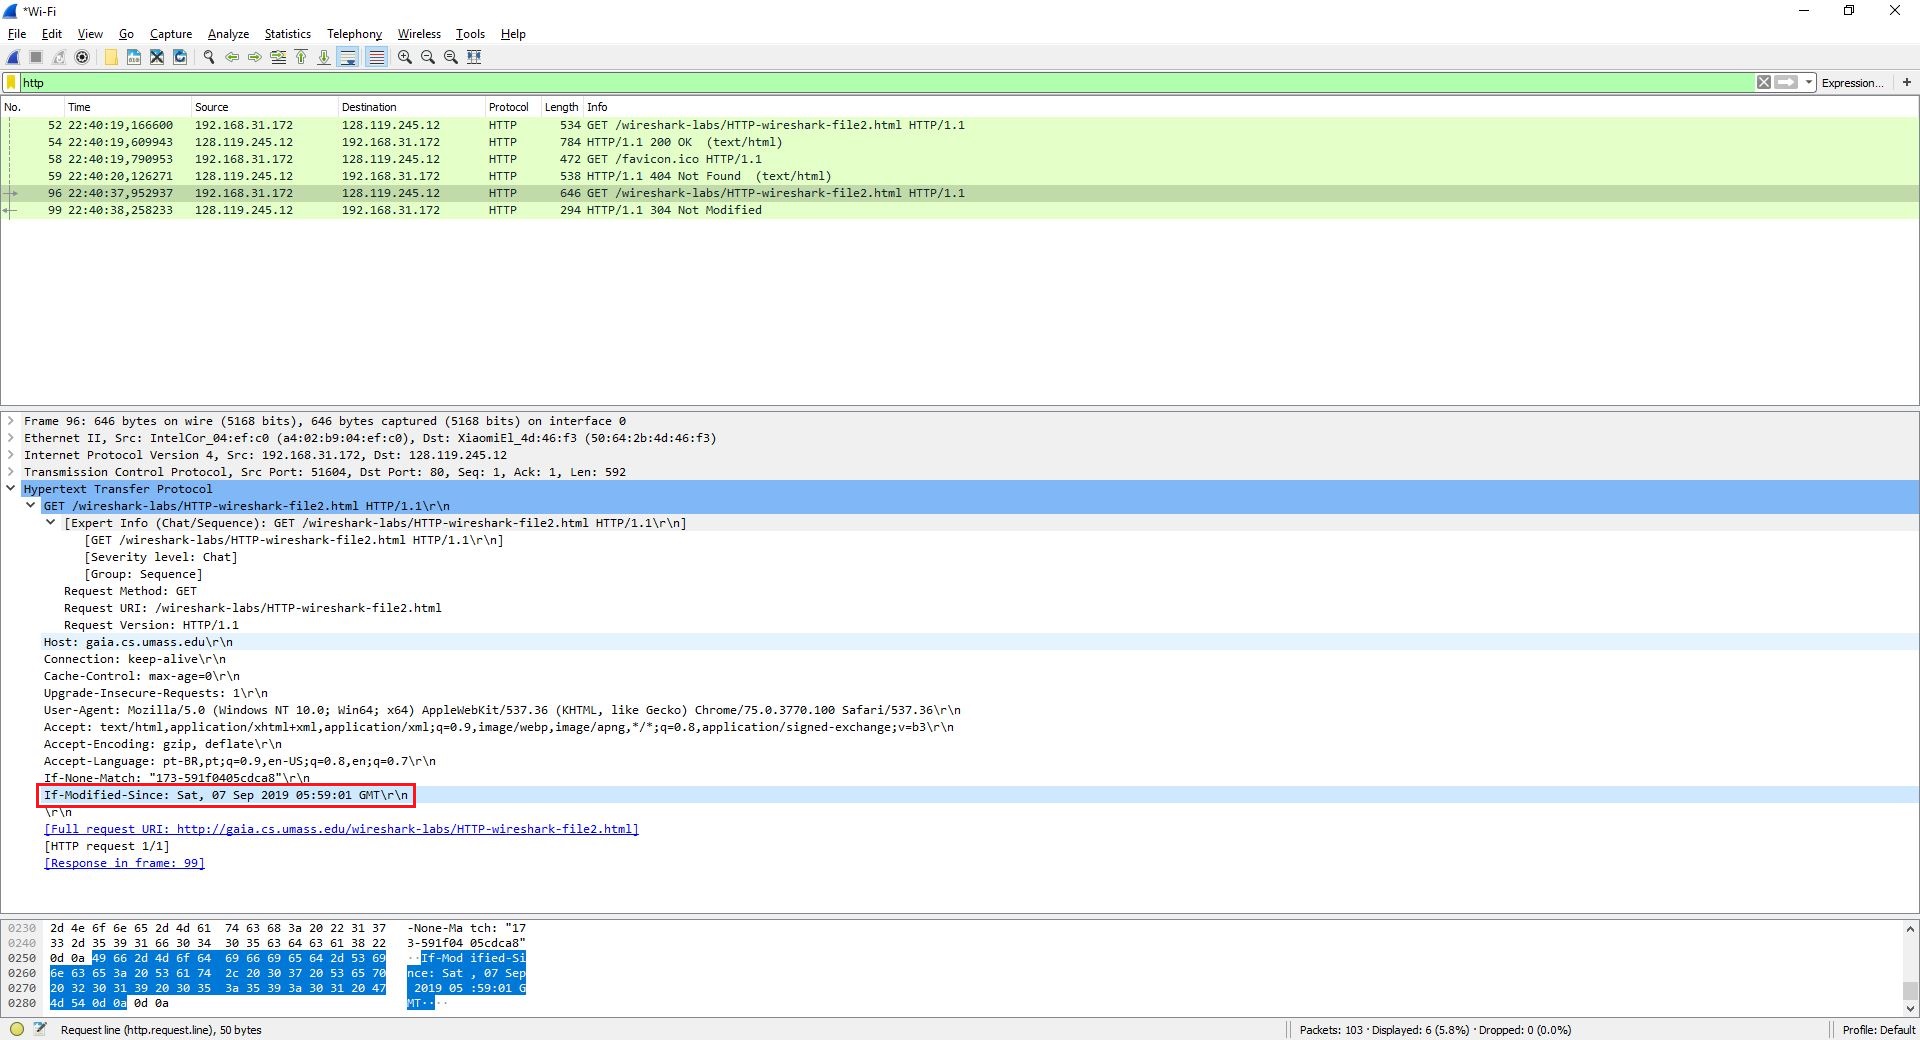 *Wi-Fi
File Edit View Go Capture Analyze Statistics Telephony Wireless Tools Help
http Expression... +
No. Time Source Destination Protocol Length Info
52 22:40:19,166600 192.168.31.172 128.119.245.12 HTTP 534 GET /wireshark-labs/HTTP-wireshark-file2.html HTTP/1.1
54 22:40:19,609943 128.119.245.12 192.168.31.172 HTTP 784 HTTP/1.1 200 OK (text/html)
58 22:40:19,790953 192.168.31.172 128.119.245.12 HTTP 472 GET /favicon.ico HTTP/1.1
59 22:40:20,126271 128.119.245.12 192.168.31.172 HTTP 538 HTTP/1.1 404 Not Found (text/html)
96 22:40:37,952937 192.168.31.172 128.119.245.12 HTTP 646 GET /wireshark-labs/HTTP-wireshark-file2.html HTTP/1.1
99 22:40:38,258233 128.119.245.12 192.168.31.172 HTTP 294 HTTP/1.1 304 Not Modified
Frame 96: 646 bytes on wire (5168 bits), 646 bytes captured (5168 bits) on interface 0
Ethernet II, Src: IntelCor_04:ef:c0 (a4:02:b9:04:ef:c0), Dst: XiaomiEl_4d:46:f3 (50:64:2b:4d:46:f3)
Internet Protocol Version 4, Src: 192.168.31.172, Dst: 128.119.245.12
Transmission Control Protocol, Src Port: 51604, Dst Port: 80, Seq: 1, Ack: 1, Len: 592
Hypertext Transfer Protocol
GET /wireshark-labs/HTTP-wireshark-file2.html HTTP/1.1\r\n
[Expert Info (Chat/Sequence): GET /wireshark-labs/HTTP-wireshark-file2.html HTTP/1.1\r\n]
[GET /wireshark-labs/HTTP-wireshark-file2.html HTTP/1.1\r\n]
[Severity level: Chat]
[Group: Sequence]
Request Method: GET
Request URI: /wireshark-labs/HTTP-wireshark-file2.html
Request Version: HTTP/1.1
Host: gaia.cs.umass.edu\r\n
Connection: keep-alive\r\n
Cache-Control: max-age=0\r\n
Upgrade-Insecure-Requests: 1\r\n
User-Agent: Mozilla/5.0 (Windows NT 10.0; Win64; x64) AppleWebKit/537.36 (KHTML, like Gecko) Chrome/75.0.3770.100 Safari/537.36\r\n
Accept: text/html,application/xhtml+xml,application/xml;q=0.9,image/webp,image/apng,*/*;q=0.8,application/signed-exchange;v=b3\r\n
Accept-Encoding: gzip, deflate\r\n
Accept-Language: pt-BR,pt;q=0.9,en-US;q=0.8,en;q=0.7\r\n
If-None-Match: "173-591f0405cdca8"\r\n
If-Modified-Since: Sat, 07 Sep 2019 05:59:01 GMT\r\n
\r\n
[Full request URI: http://gaia.cs.umass.edu/wireshark-labs/HTTP-wireshark-file2.html]
[HTTP request 1/1]
[Response in frame: 99]
0230 2d 4e 6f 6e 65 2d 4d 61 74 63 68 3a 20 22 31 37 -None-Ma tch: "17
0240 33 2d 35 39 31 66 30 34 30 35 63 64 63 61 38 22 3-591f04 05cdca8"
0250 0d 0a 49 66 2d 4d 6f 64 69 66 69 65 64 2d 53 69 ··If-Mod ified-Si
0260 6e 63 65 3a 20 53 61 74 2c 20 30 37 20 53 65 70 nce: Sat , 07 Sep
0270 20 32 30 31 39 20 30 35 3a 35 39 3a 30 31 20 47 2019 05 :59:01 G
0280 4d 54 0d 0a 0d 0a MT····
Request line (http.request.line), 50 bytes Packets: 103 · Displayed: 6 (5.8%) · Dropped: 0 (0.0%) Profile: Default